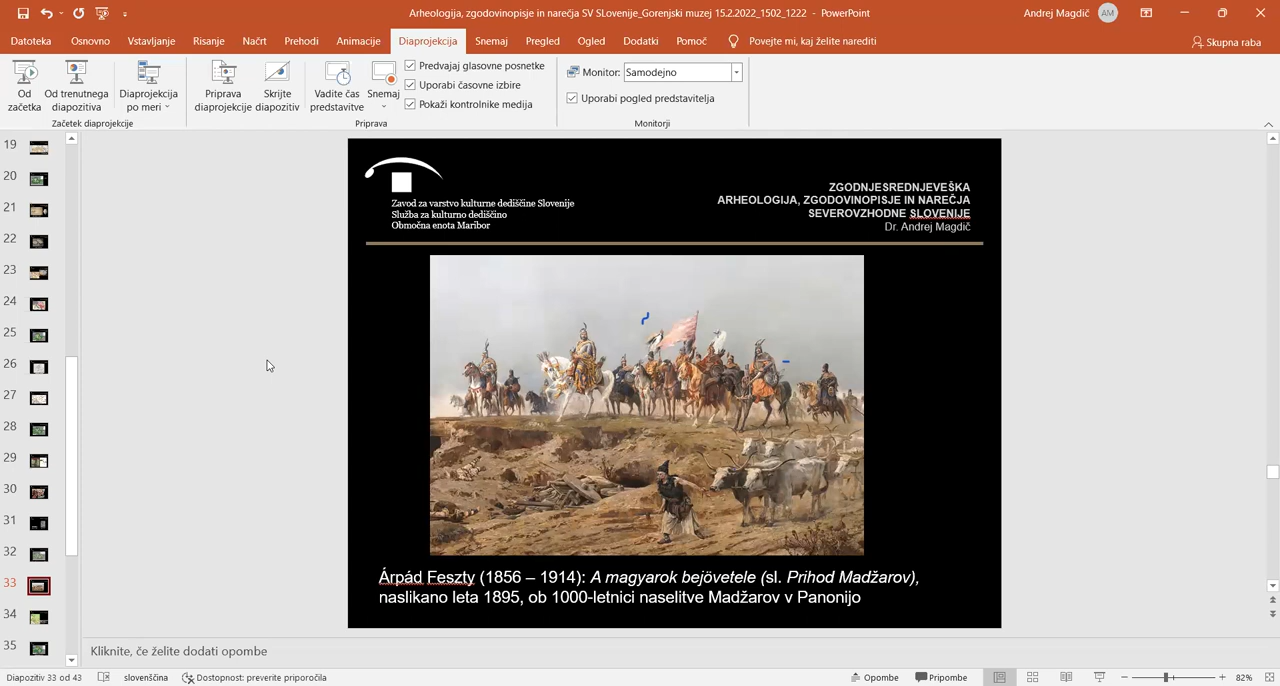 Arheologija, zgodovinopisje in narečja SV SLovenije_Gorenjski muzej 15.2.2022_1502_1222 - PowerPoint
Andrej Magdič
AM
Datoteka
Osnovno
Vstavljanje
Risanje
Načrt
Prehodi
Animacije
Diaprojekcija
Snemaj
Pregled
Ogled
Dodatki
Pomoč
Povejte mi, kaj želite narediti
Skupna raba
Od začetka
Od trenutnega diapozitiva
Diaprojekcija po meri
Začetek diaprojekcije
Priprava diaprojekcije
Skrijte diapozitiv
Vadite čas predstavitve
Snemaj
Predvajaj glasovne posnetke
Uporabi časovne izbire
Pokaži kontrolnike medija
Priprava
Monitor:
Samodejno
Uporabi pogled predstavitelja
Monitorji
19
20
21
22
23
24
25
26
27
28
29
30
31
32
33
34
35
Zavod za varstvo kulturne dediščine Slovenije
Služba za kulturno dediščino
Območna enota Maribor
ZGODNJESREDNJEVEŠKA
ARHEOLOGIJA, ZGODOVINOPISJE IN NAREČJA
SEVEROVZHODNE SLOVENIJE
Dr. Andrej Magdič
Árpád Feszty (1856 – 1914): A magyarok bejövetele (sl. Prihod Madžarov),
naslikano leta 1895, ob 1000-letnici naselitve Madžarov v Panonijo
Kliknite, če želite dodati opombe
Diapozitiv 33 od 43
slovenščina
Dostopnost: preverite priporočila
Opombe
Pripombe
82%